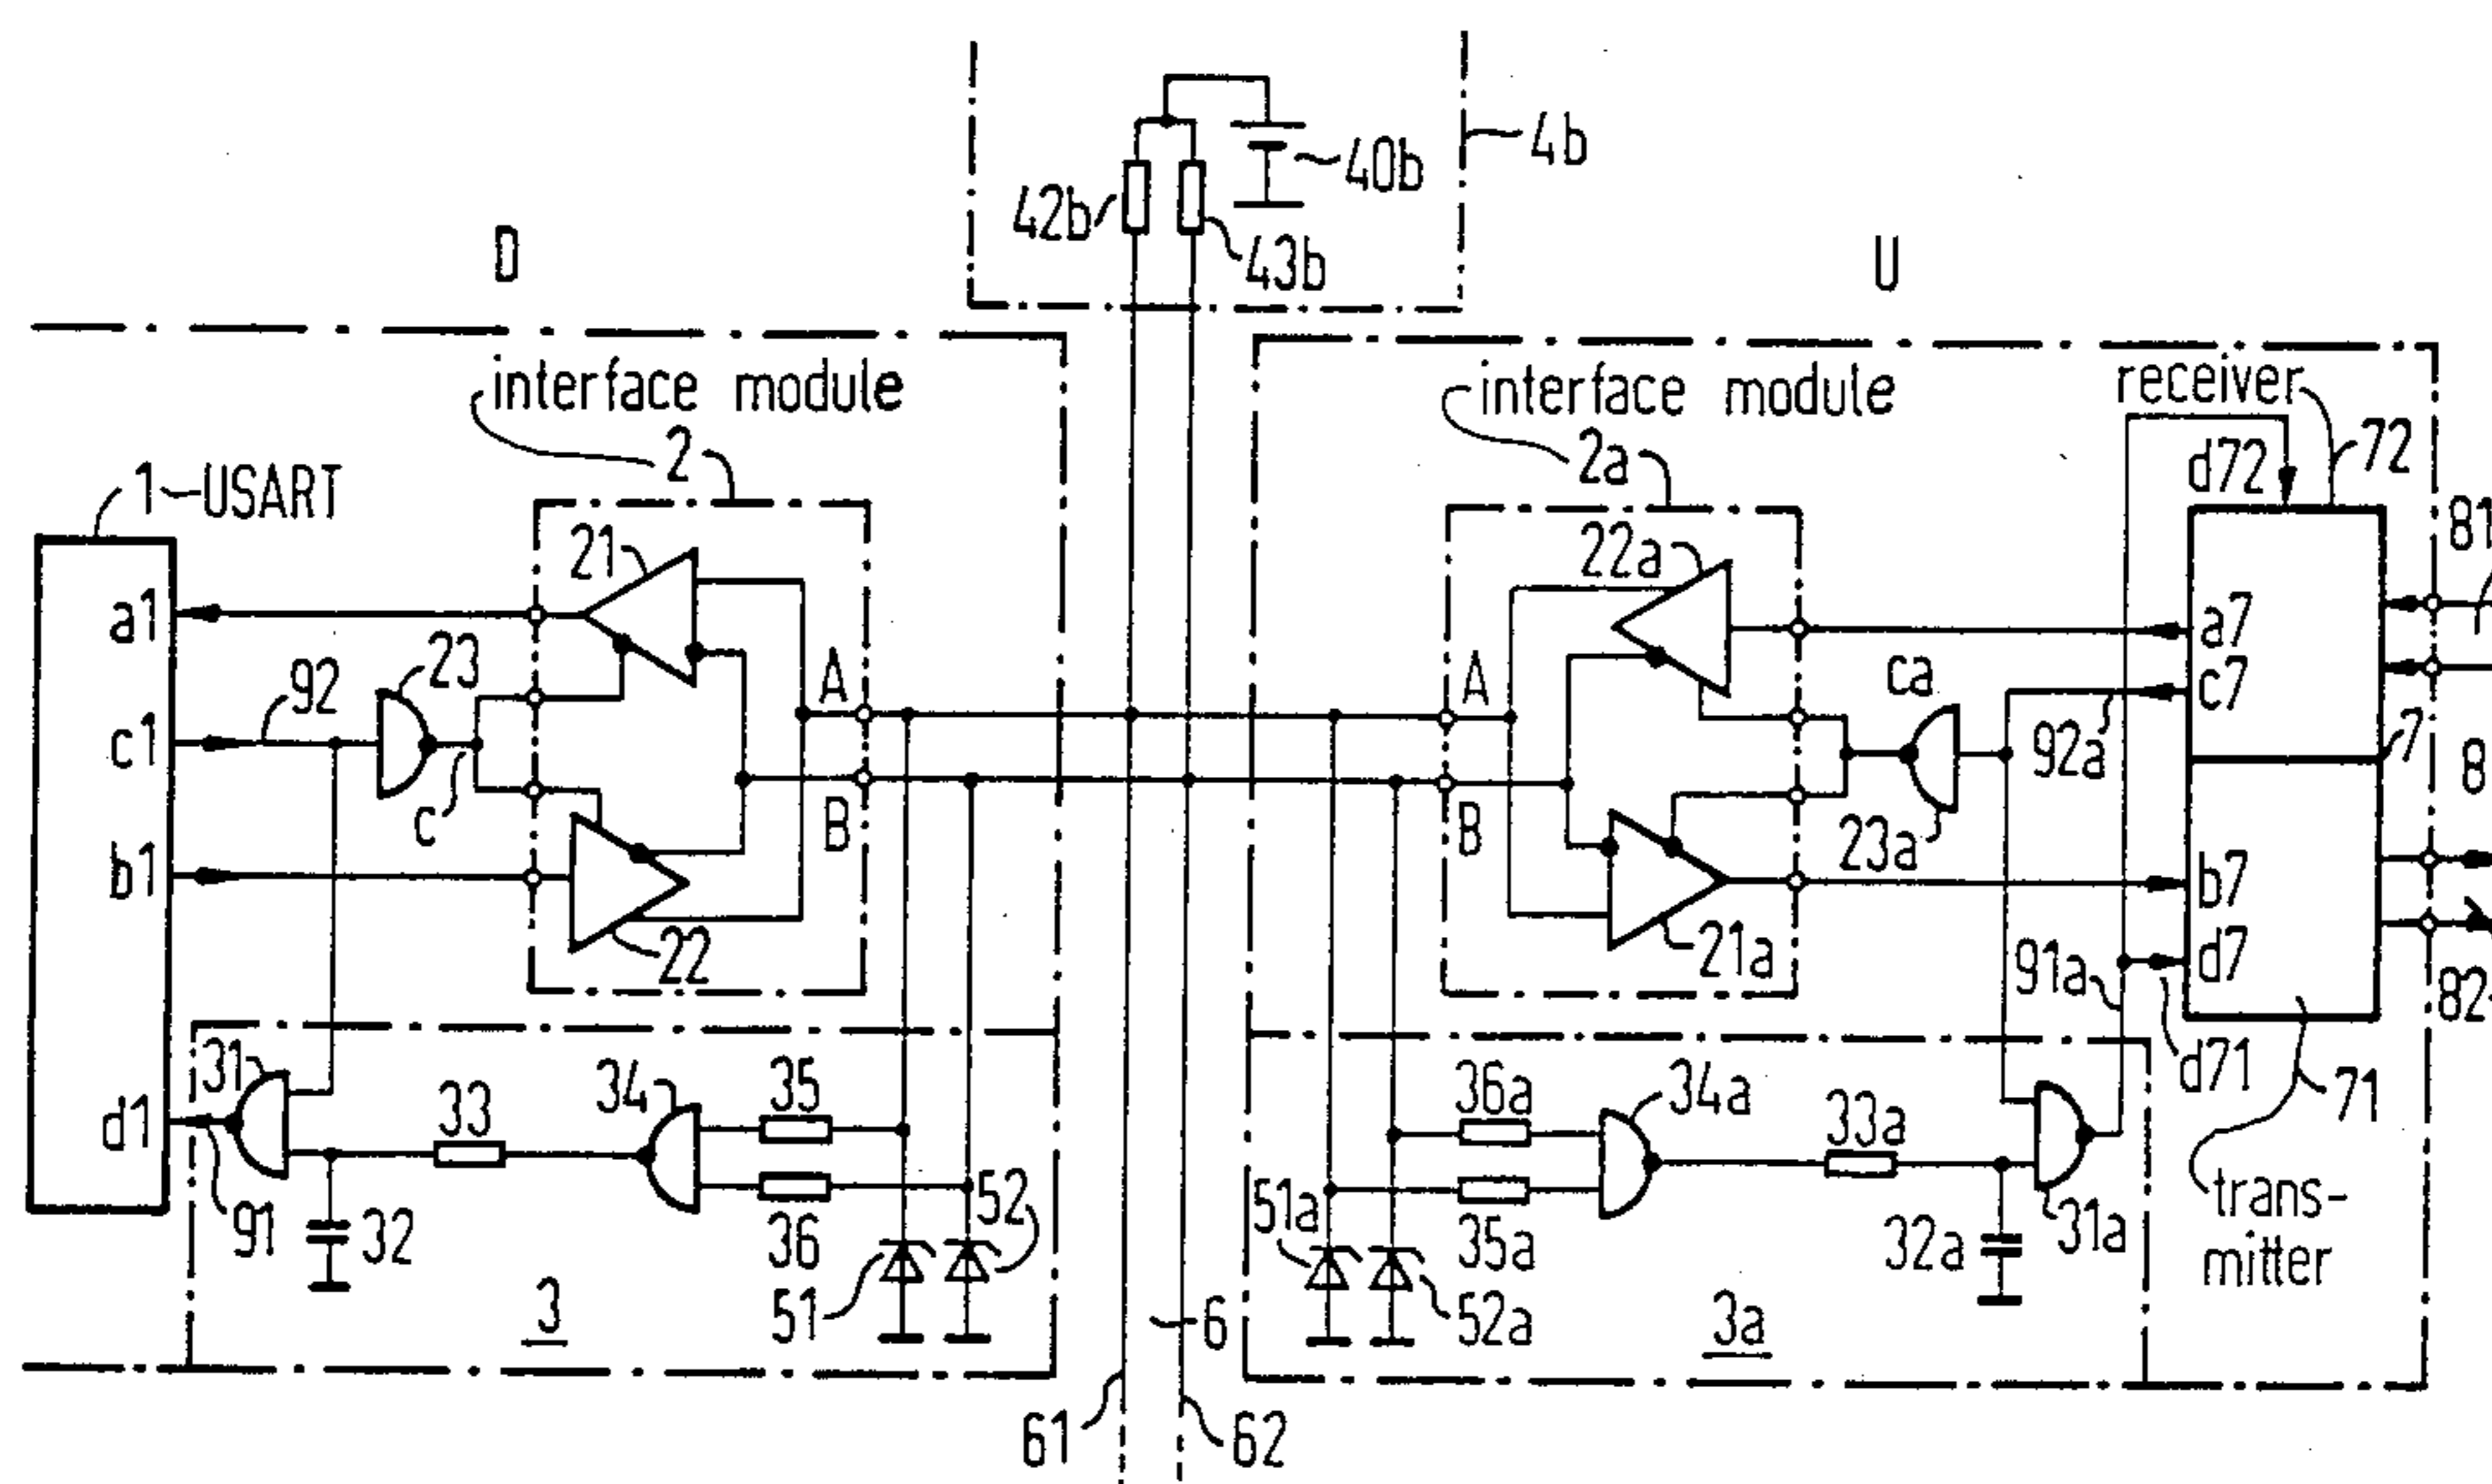 40b
4b
42b
43b
D
U
interface module
2
interface module
2a
receiver
72
d72
81
1 USART
21
22a
a1
23
92
A
A
ca
a7
c7
c1
c
92a
7
8
B
B
23a
b1
b7
22
21a
91a
d7
82
d71
71
31
33
34
35
36a
34a
33a
d1
91
32
36
52
51a
35a
32a
31a
trans-
mitter
51
3
6
52a
3a
61
62